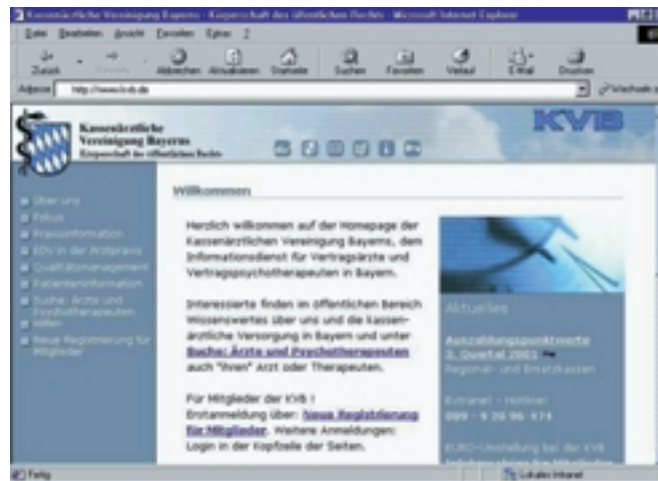 Kassenärztliche Vereinigung Bayerns - Körperschaft des öffentlichen Rechts - Microsoft Internet Explorer
Datei Bearbeiten Ansicht Favoriten Extras ?
Zurück Abbrechen Aktualisieren Startseite Suchen Favoriten Verlauf E-Mail Drucken
Adresse http://www.kvb.de Wechseln
Kassenärztliche
Vereinigung Bayerns
Körperschaft des öffentlichen Rechts
KVB
Über uns
Fokus
Praxisinformation
EDV in der Arztpraxis
Qualitätsmanagement
Patienteninformation
Suche: Ärzte und
Psychotherapeuten
Hilfen
Neue Registrierung für
Mitglieder
Willkommen
Herzlich willkommen auf der Homepage der
Kassenärztlichen Vereinigung Bayerns, dem
Informationsdienst für Vertragsärzte und
Vertragspsychotherapeuten in Bayern.
Interessierte finden im öffentlichen Bereich
Wissenswertes über uns und die kassen-
ärztliche Versorgung in Bayern und unter
Suche: Ärzte und Psychotherapeuten
auch "ihren" Arzt oder Therapeuten.
Für Mitglieder der KVB !
Erstanmeldung über: Neue Registrierung
für Mitglieder. Weitere Anmeldungen:
Login in der Kopfzeile der Seiten.
Aktuelles
Auszahlungspunktwerte
3. Quartal 2001
Regional- und Ersatzkassen
Extranet - Hotline:
089 - 9 20 96-474
EURO-Umstellung bei der KVB
Fertig
Lokales Intranet